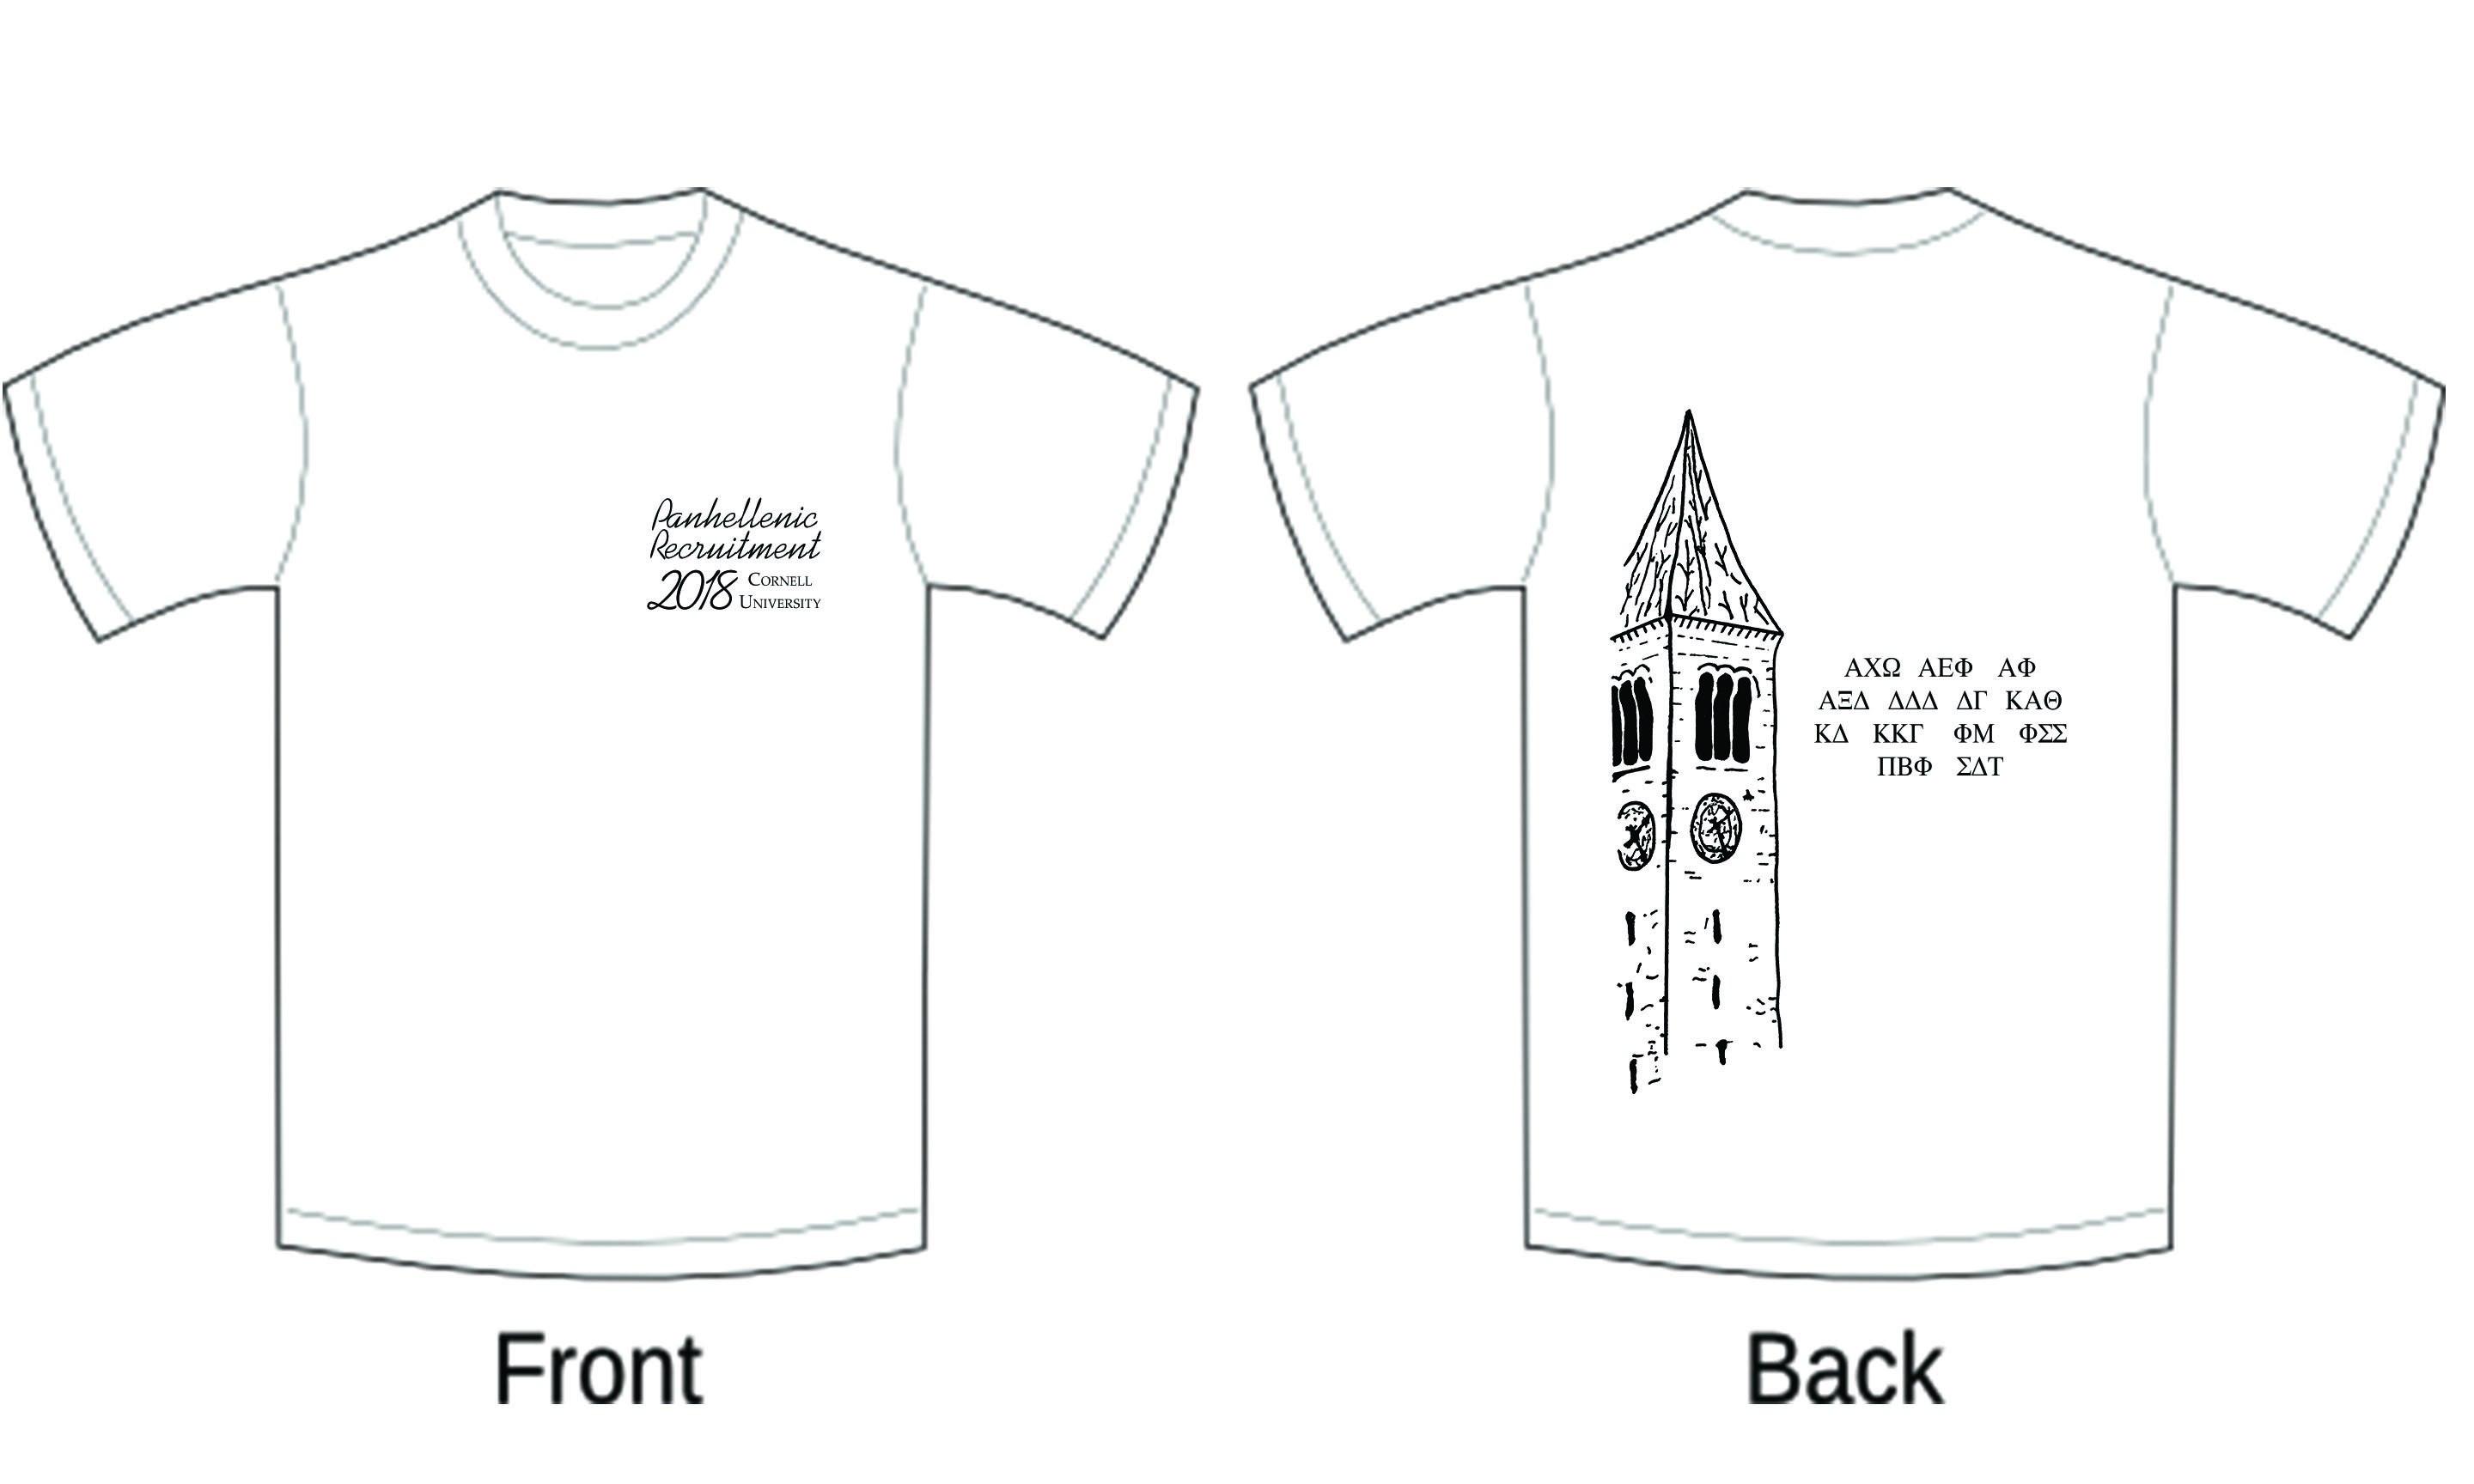 Panhellenic
Recruitment
2018 Cornell
University
ΑΧΩ ΑΕΦ ΑΦ
ΑΞΔ ΔΔΔ ΔΓ ΚΑΘ
ΚΔ ΚΚΓ ΦΜ ΦΣΣ
ΠΒΦ ΣΔΤ
Front
Back